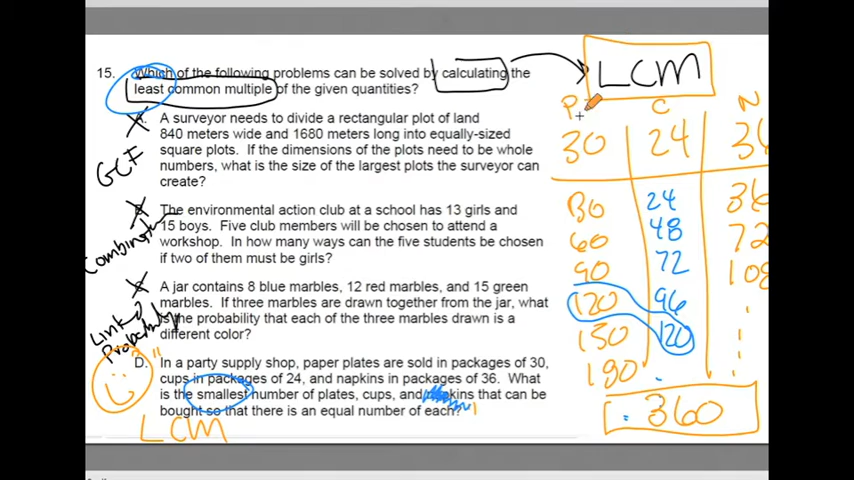 15. Which of the following problems can be solved by calculating the
least common multiple of the given quantities?
LCM
A. A surveyor needs to divide a rectangular plot of land
840 meters wide and 1680 meters long into equally-sized
square plots. If the dimensions of the plots need to be whole
numbers, what is the size of the largest plots the surveyor can
create?
GCF
B. The environmental action club at a school has 13 girls and
15 boys. Five club members will be chosen to attend a
workshop. In how many ways can the five students be chosen
if two of them must be girls?
C. A jar contains 8 blue marbles, 12 red marbles, and 15 green
marbles. If three marbles are drawn together from the jar, what
is the probability that each of the three marbles drawn is a
different color?
Probability
D. In a party supply shop, paper plates are sold in packages of 30,
cups in packages of 24, and napkins in packages of 36. What
is the smallest number of plates, cups, and
bought so that there is an equal number of each?
LCM
P C N
30 24 36
30 24 36
60 48 72
90 72 108
120 96
150 120
180
360